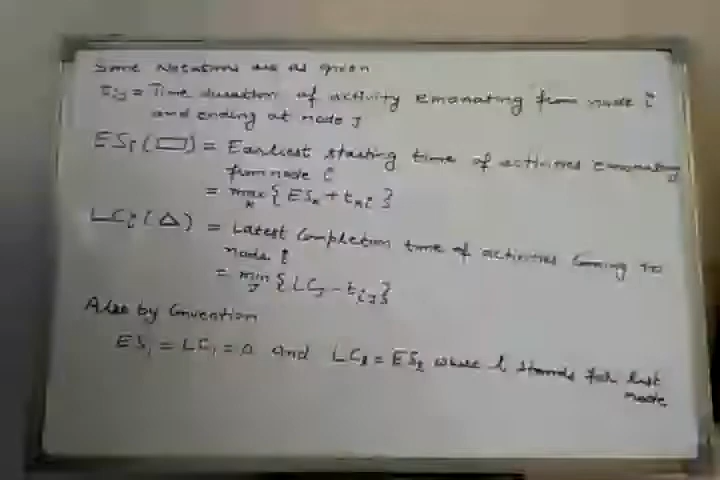 Some Notations are as given
tij = Time duration of activity emanating from node i
and ending at node j
ESi (▭) = Earliest starting time of activities emanating
from node i
= max_k { ESk + tki }
LCi (△) = Latest Completion time of activities Coming to
node i
= min_j { LCj - tij }
Also by Convention
ES1 = LC1 = 0 and LCl = ESl where l stands for last
node